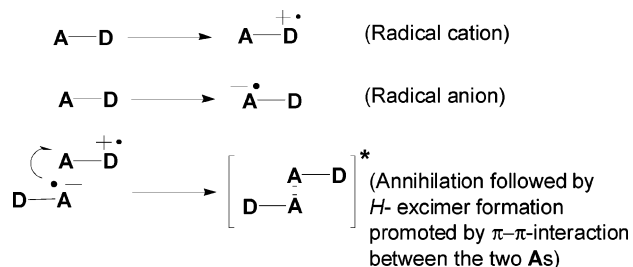 A—D → A—D+• (Radical cation)
A—D → −•A—D (Radical anion)
A—D+•
D—A•− → [ A—D
D—A ]* (Annihilation followed by
H- excimer formation
promoted by π–π-interaction
between the two As)